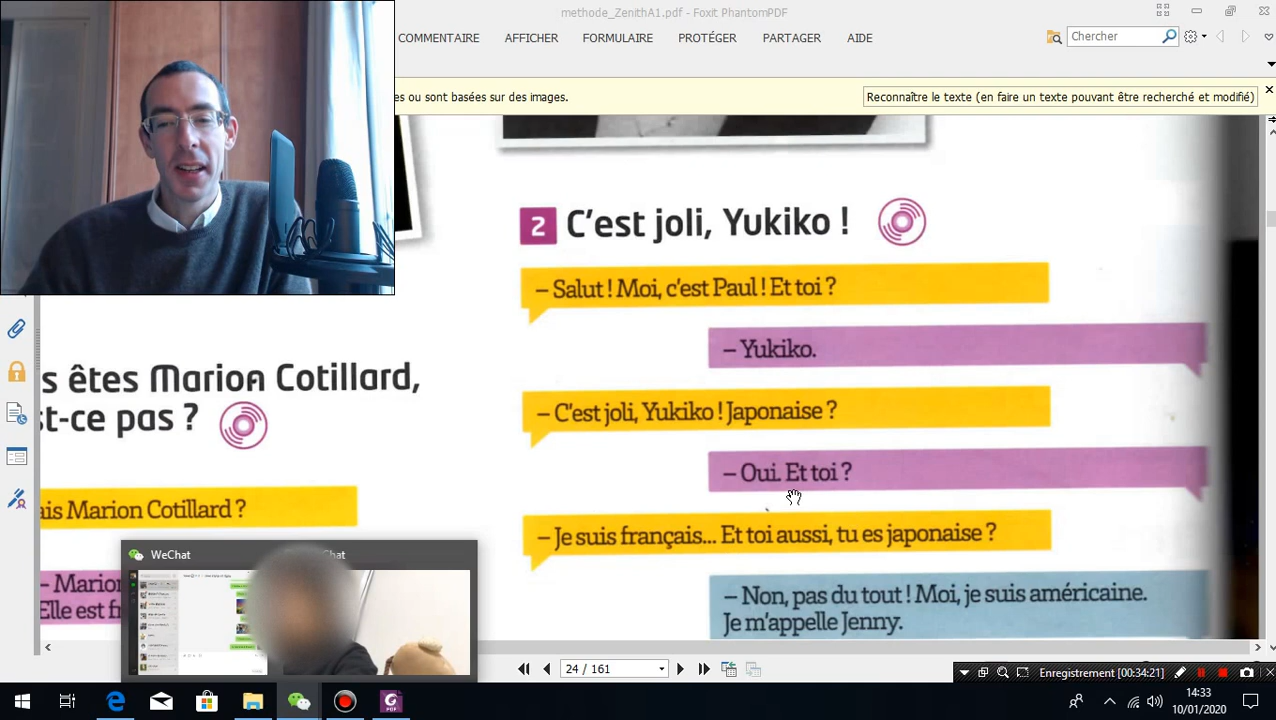 methode_ZenithA1.pdf - Foxit PhantomPDF
COMMENTAIRE AFFICHER FORMULAIRE PROTÉGER PARTAGER AIDE
Chercher
es ou sont basées sur des images.
Reconnaître le texte (en faire un texte pouvant être recherché et modifié)
2 C'est joli, Yukiko !
– Salut ! Moi, c'est Paul ! Et toi ?
– Yukiko.
– C'est joli, Yukiko ! Japonaise ?
– Oui. Et toi ?
– Je suis français... Et toi aussi, tu es japonaise ?
– Non, pas du tout ! Moi, je suis américaine.
Je m'appelle Jenny.
s êtes Marion Cotillard,
st-ce pas ?
ais Marion Cotillard ?
– Marion
Elle est fr
WeChat
hat
24 / 161
Enregistrement (00:34:21)
PDF
14:33
10/01/2020